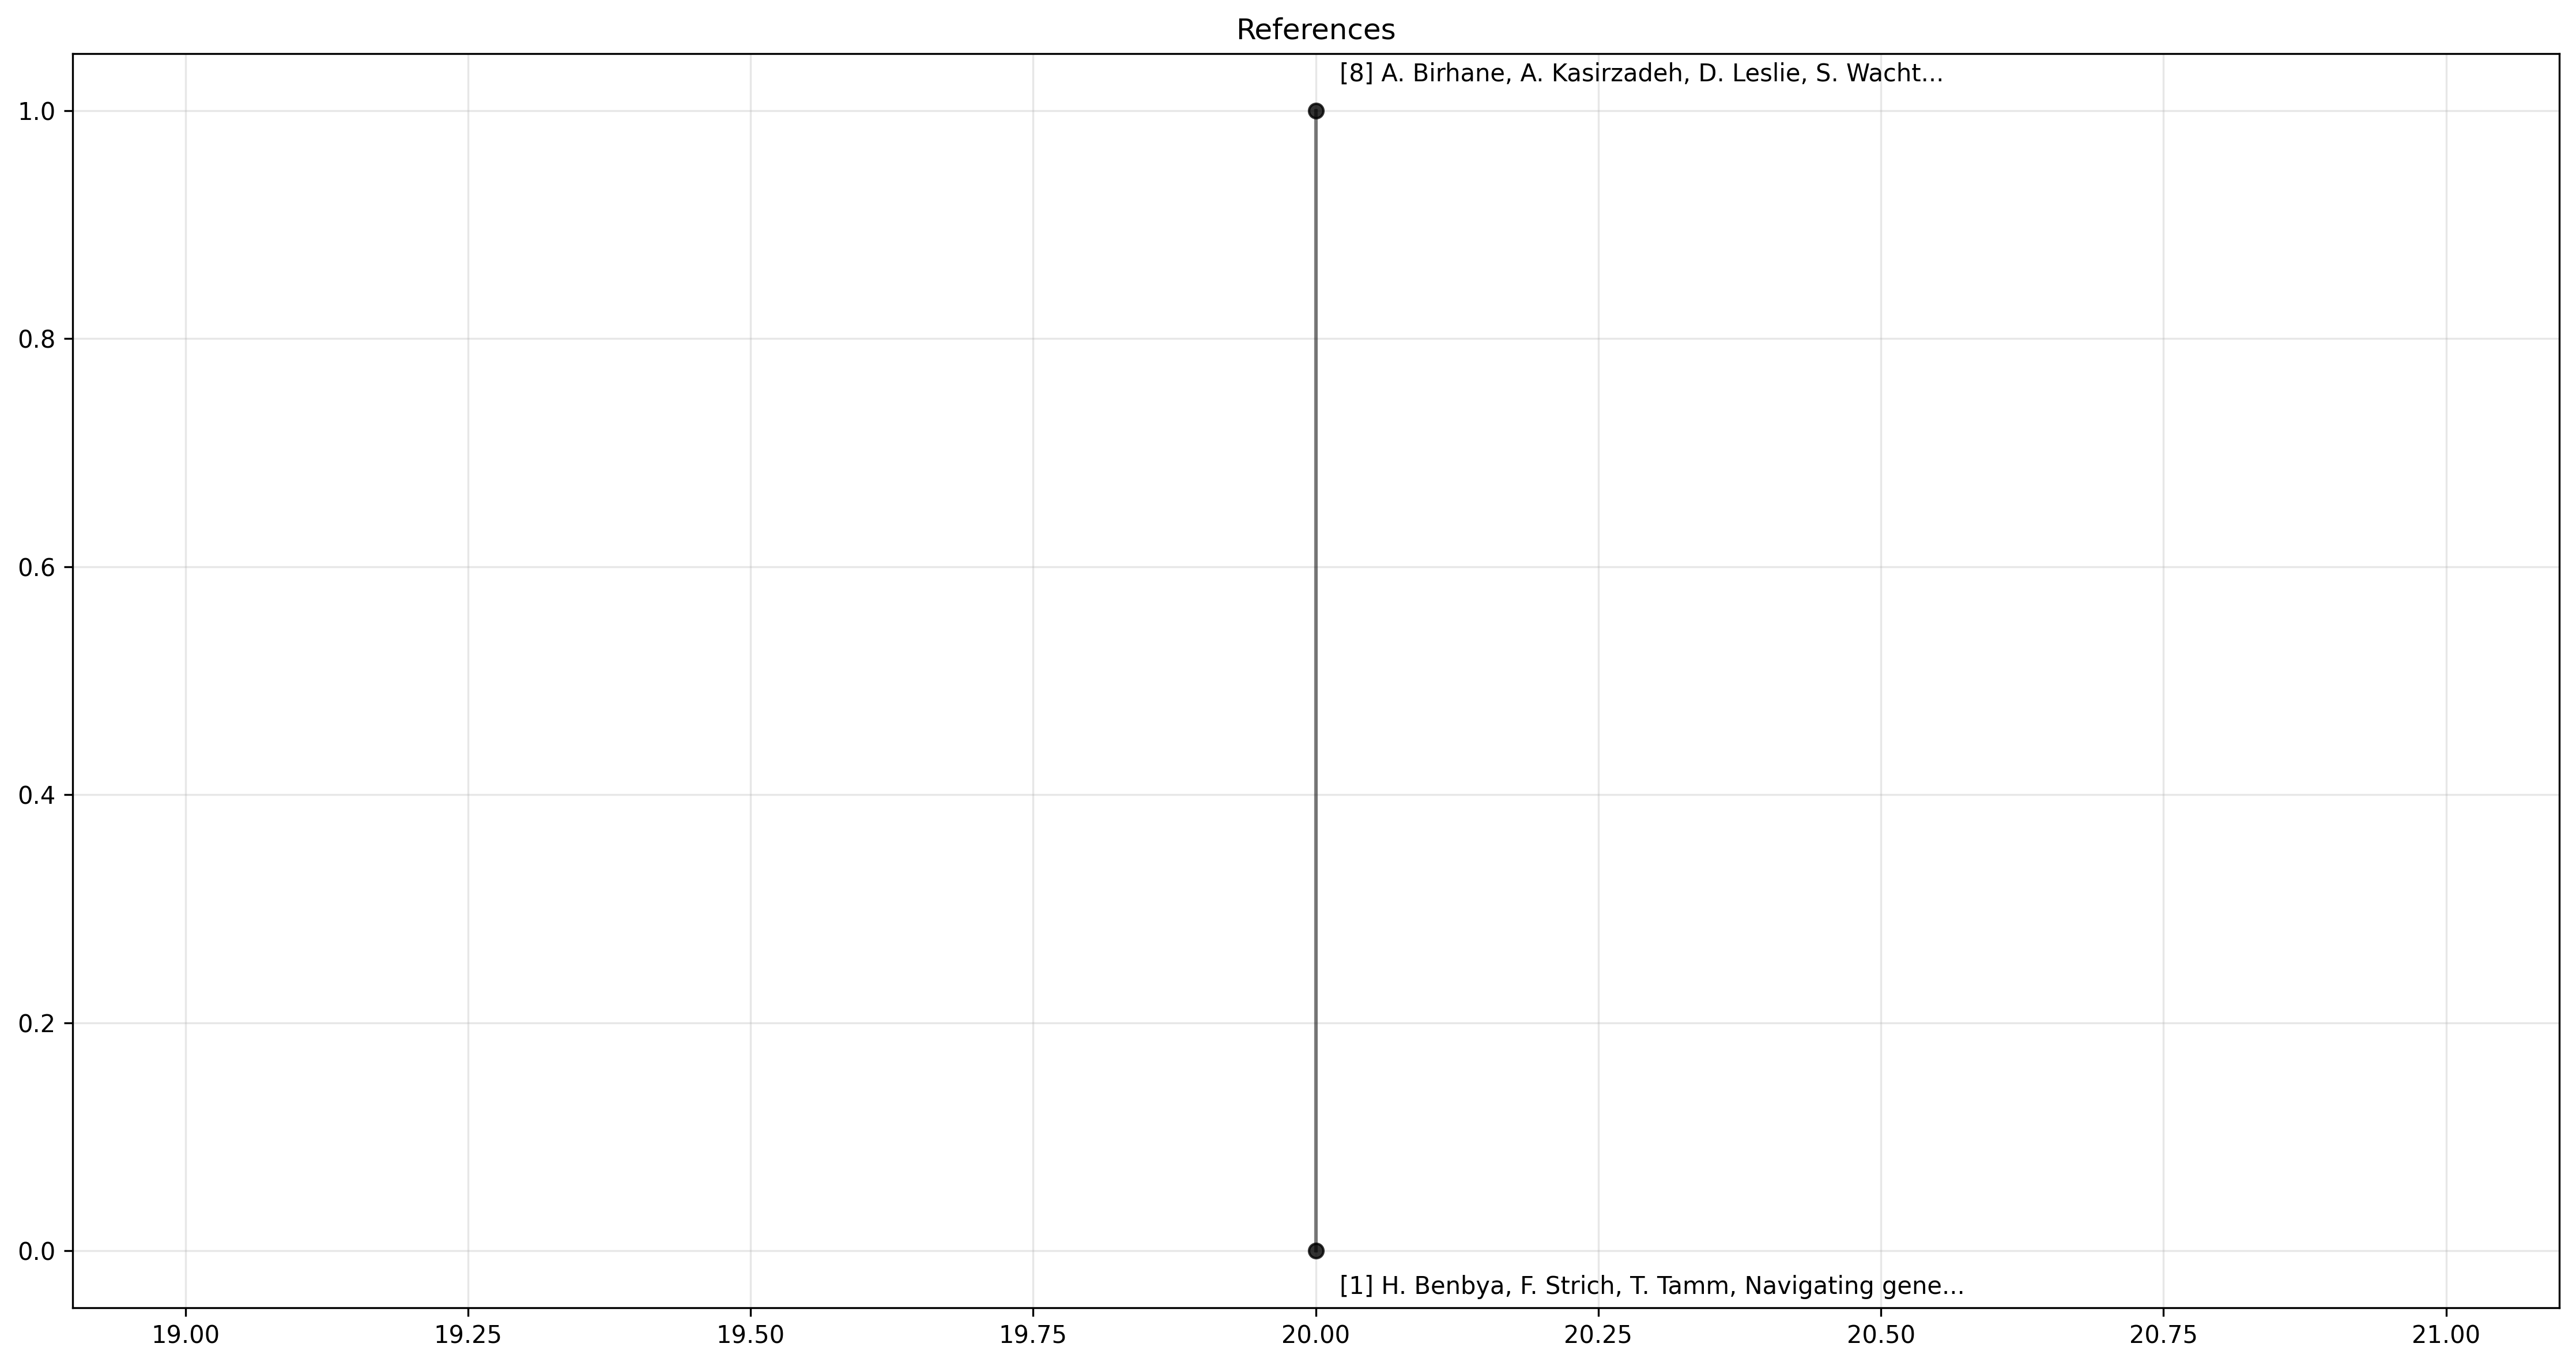 References
[8] A. Birhane, A. Kasirzadeh, D. Leslie, S. Wacht...
1.0
0.8
0.6
0.4
0.2
0.0
[1] H. Benbya, F. Strich, T. Tamm, Navigating gene...
19.00 19.25 19.50 19.75 20.00 20.25 20.50 20.75 21.00